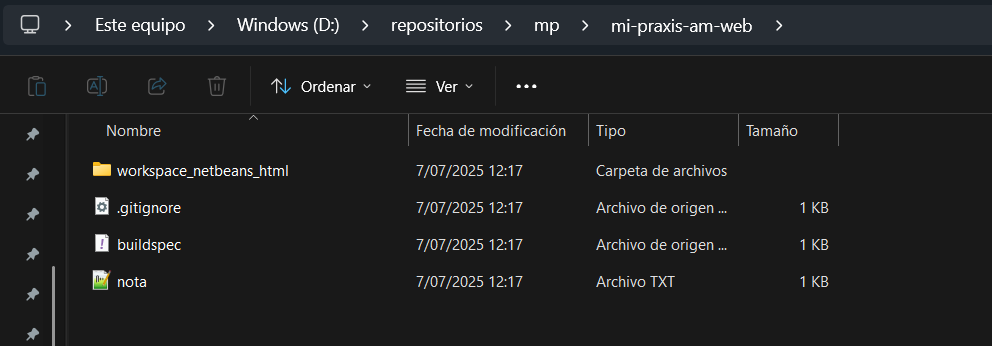 Este equipo > Windows (D:) > repositorios > mp > mi-praxis-am-web >
Ordenar Ver ...
Nombre Fecha de modificación Tipo Tamaño
workspace_netbeans_html 7/07/2025 12:17 Carpeta de archivos
.gitignore 7/07/2025 12:17 Archivo de origen ... 1 KB
buildspec 7/07/2025 12:17 Archivo de origen ... 1 KB
nota 7/07/2025 12:17 Archivo TXT 1 KB